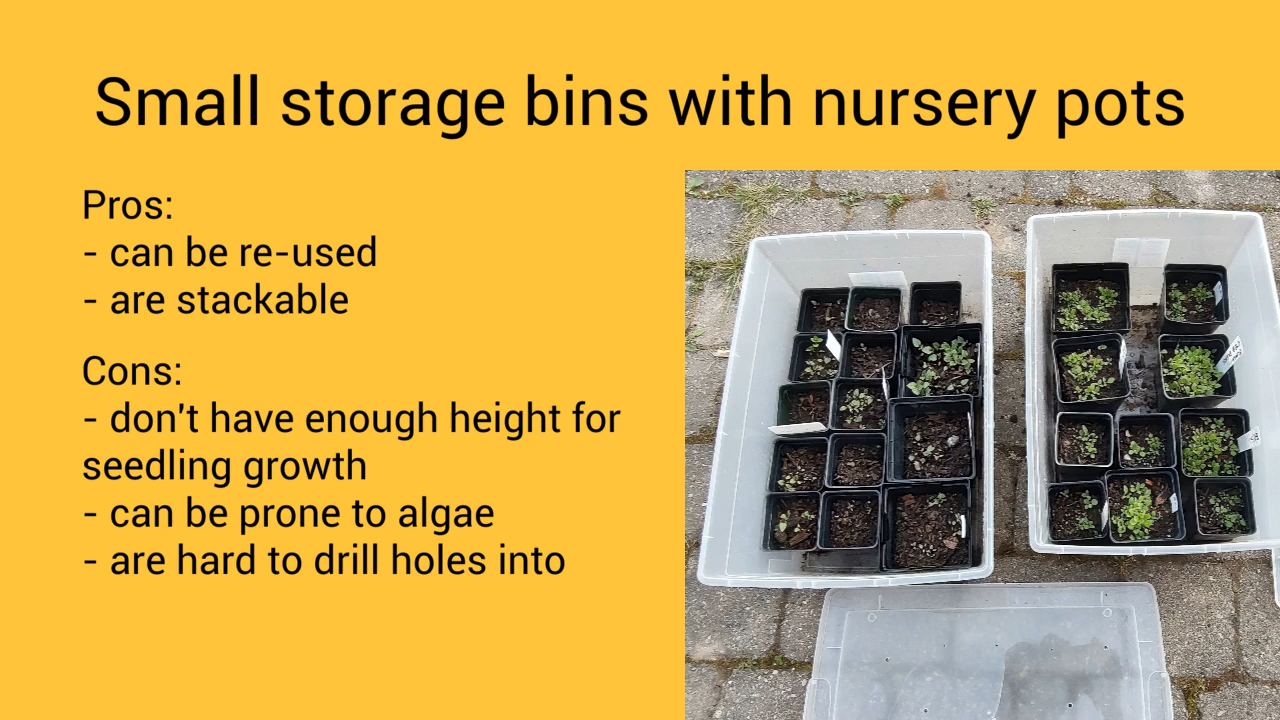 Small storage bins with nursery pots
Pros:
- can be re-used
- are stackable
Cons:
- don't have enough height for
seedling growth
- can be prone to algae
- are hard to drill holes into